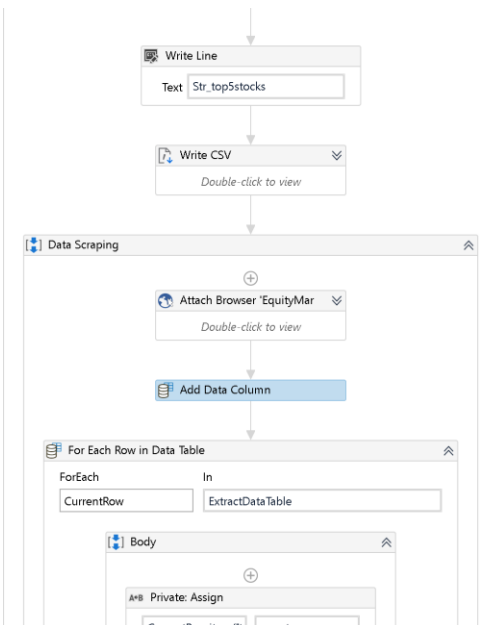 Write Line
Text Str_top5stocks
Write CSV
Double-click to view
Data Scraping
Attach Browser 'EquityMar
Double-click to view
Add Data Column
For Each Row in Data Table
ForEach In
CurrentRow ExtractDataTable
Body
A*B Private: Assign